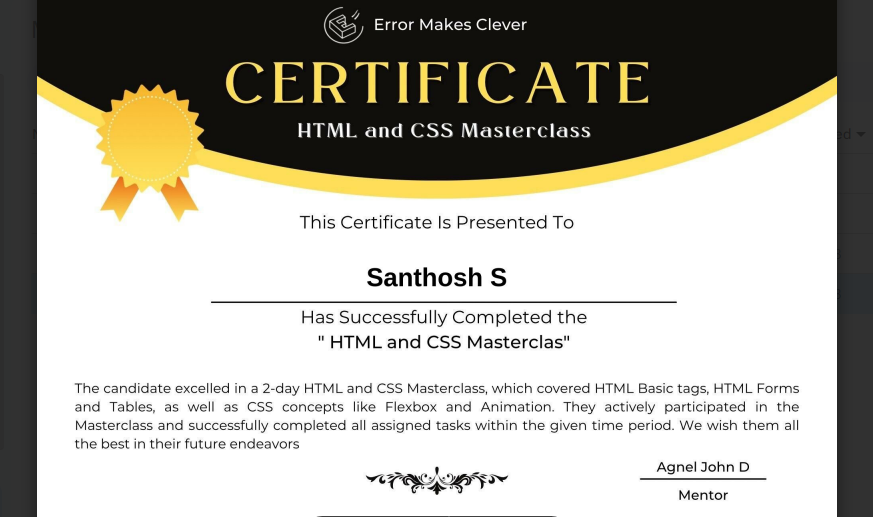 Error Makes Clever
CERTIFICATE
HTML and CSS Masterclass
This Certificate Is Presented To
Santhosh S
Has Successfully Completed the
" HTML and CSS Masterclas"
The candidate excelled in a 2-day HTML and CSS Masterclass, which covered HTML Basic tags, HTML Forms
and Tables, as well as CSS concepts like Flexbox and Animation. They actively participated in the
Masterclass and successfully completed all assigned tasks within the given time period. We wish them all
the best in their future endeavors
Agnel John D
Mentor